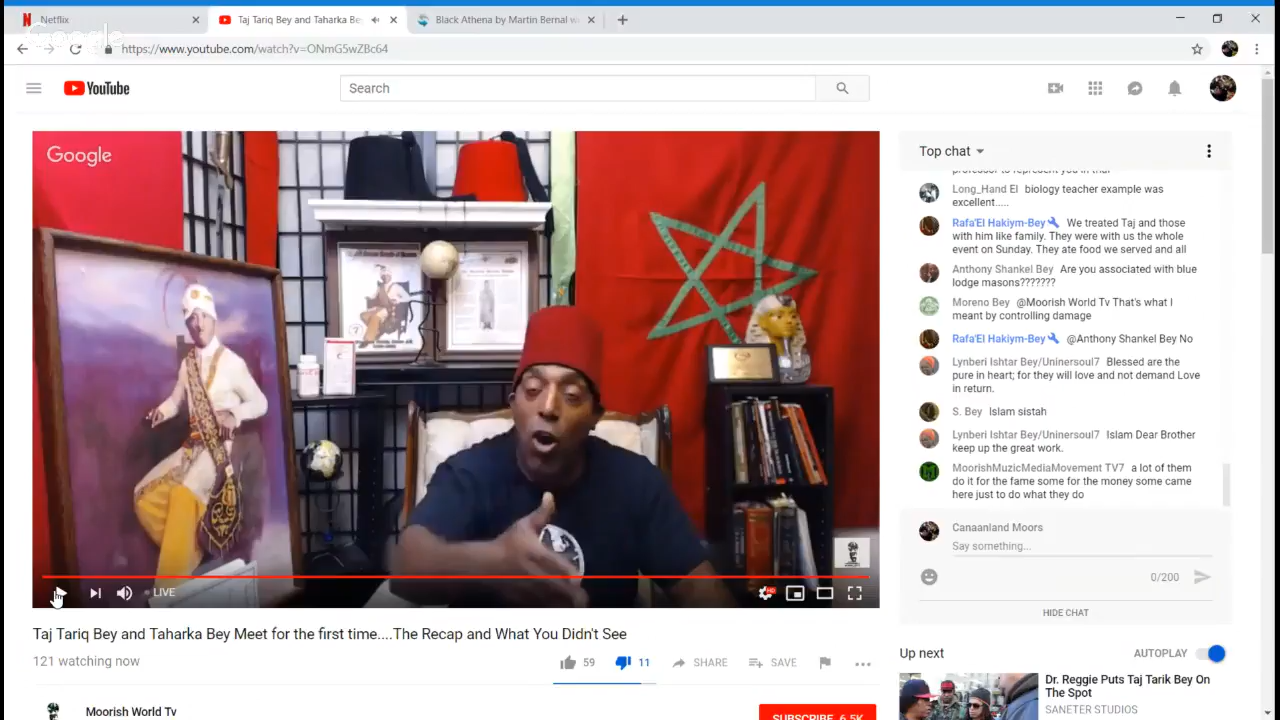 Netflix
Taj Tariq Bey and Taharka Be
Black Athena by Martin Bernal w
Google
https://www.youtube.com/watch?v=ONmG5wZBc64
YouTube
Search
Google
Top chat
Long_Hand El biology teacher example was
excellent.....
Rafa'El Hakiym-Bey We treated Taj and those
with him like family. They were with us the whole
event on Sunday. They ate food we served and all
Anthony Shankel Bey Are you associated with blue
lodge masons???????
Moreno Bey @Moorish World Tv That's what I
meant by controlling damage
Rafa'El Hakiym-Bey @Anthony Shankel Bey No
Lynberi Ishtar Bey/Uninersoul7 Blessed are the
pure in heart; for they will love and not demand Love
in return.
S. Bey Islam sistah
Lynberi Ishtar Bey/Uninersoul7 Islam Dear Brother
keep up the great work.
MoorishMuzicMediaMovement TV7 a lot of them
do it for the fame some for the money some came
here just to do what they do
Canaanland Moors
Say something...
0/200
HIDE CHAT
LIVE
HD
Taj Tariq Bey and Taharka Bey Meet for the first time....The Recap and What You Didn't See
121 watching now
59
11
SHARE
SAVE
Moorish World Tv
SUBSCRIBE 6.5K
Up next
AUTOPLAY
Dr. Reggie Puts Taj Tarik Bey On
The Spot
SANETER STUDIOS